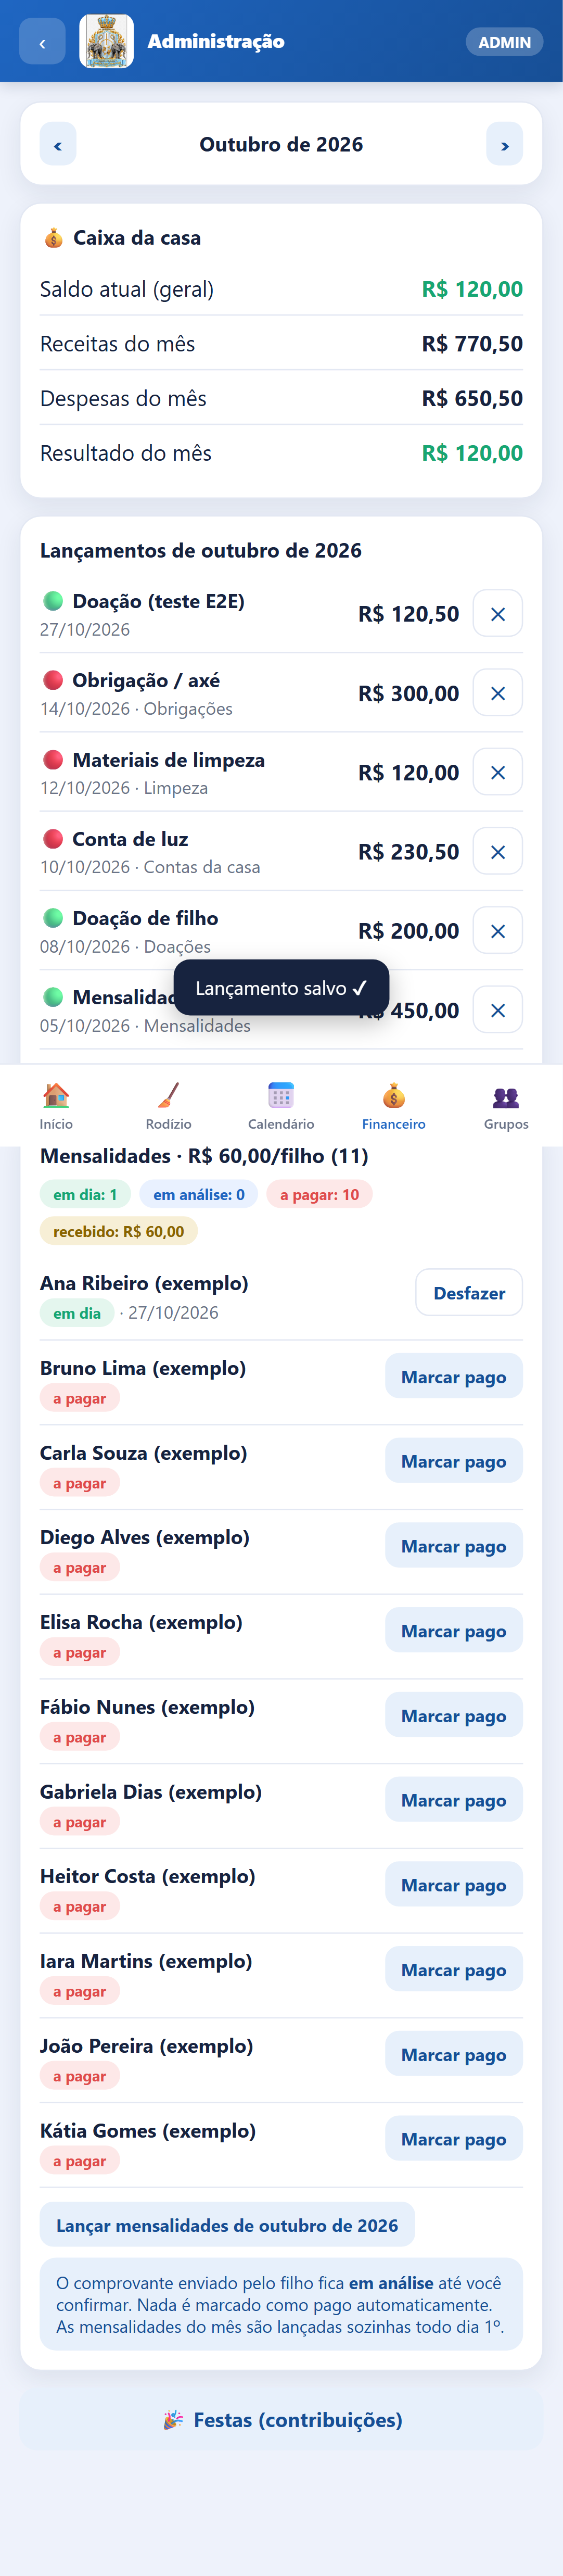 Administração
ADMIN
Outubro de 2026
Caixa da casa
Saldo atual (geral) R$ 120,00
Receitas do mês R$ 770,50
Despesas do mês R$ 650,50
Resultado do mês R$ 120,00
Lançamentos de outubro de 2026
Doação (teste E2E)
27/10/2026
R$ 120,50
Obrigação / axé
14/10/2026 · Obrigações
R$ 300,00
Materiais de limpeza
12/10/2026 · Limpeza
R$ 120,00
Conta de luz
10/10/2026 · Contas da casa
R$ 230,50
Doação de filho
08/10/2026 · Doações
R$ 200,00
Lançamento salvo ✓
05/10/2026 · Mensalidades
450,00
Início
Rodízio
Calendário
Financeiro
Grupos
Mensalidades · R$ 60,00/filho (11)
em dia: 1
em análise: 0
a pagar: 10
recebido: R$ 60,00
Ana Ribeiro (exemplo)
em dia · 27/10/2026
Desfazer
Bruno Lima (exemplo)
a pagar
Marcar pago
Carla Souza (exemplo)
a pagar
Marcar pago
Diego Alves (exemplo)
a pagar
Marcar pago
Elisa Rocha (exemplo)
a pagar
Marcar pago
Fábio Nunes (exemplo)
a pagar
Marcar pago
Gabriela Dias (exemplo)
a pagar
Marcar pago
Heitor Costa (exemplo)
a pagar
Marcar pago
Iara Martins (exemplo)
a pagar
Marcar pago
João Pereira (exemplo)
a pagar
Marcar pago
Kátia Gomes (exemplo)
a pagar
Marcar pago
Lançar mensalidades de outubro de 2026
O comprovante enviado pelo filho fica em análise até você
confirmar. Nada é marcado como pago automaticamente.
As mensalidades do mês são lançadas sozinhas todo dia 1º.
Festas (contribuições)